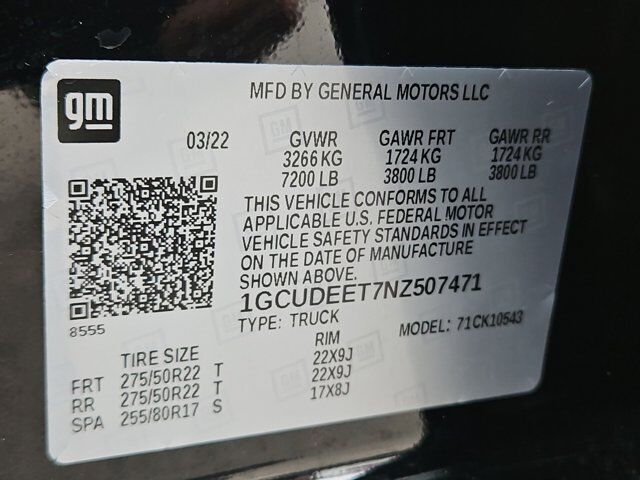 gm
MFD BY GENERAL MOTORS LLC
03/22 GVWR GAWR FRT GAWR RR
3266 KG 1724 KG 1724 KG
7200 LB 3800 LB 3800 LB
THIS VEHICLE CONFORMS TO ALL
APPLICABLE U.S. FEDERAL MOTOR
VEHICLE SAFETY STANDARDS IN EFFECT
ON THE DATE OF MANUFACTURE
SHOWN ABOVE.
1GCUDEET7NZ507471
8555
TYPE: TRUCK MODEL: 71CK10543
TIRE SIZE RIM
FRT 275/50R22 T 22X9J
RR 275/50R22 T 22X9J
SPA 255/80R17 S 17X8J